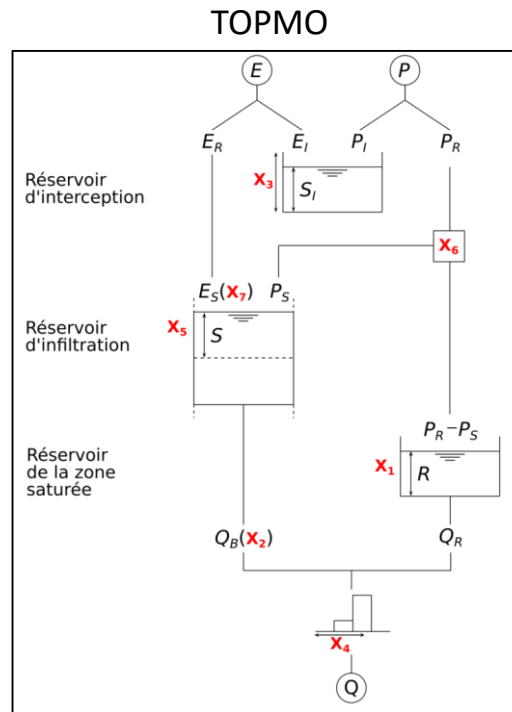 TOPMO
E P
E_R E_I P_I P_R
Réservoir
d'interception
X₃ S_I
X₆
E_S(X₇) P_S
Réservoir
d'infiltration
X₅ S
Réservoir
de la zone
saturée
P_R−P_S
X₁ R
Q_B(X₂) Q_R
X₄
Q